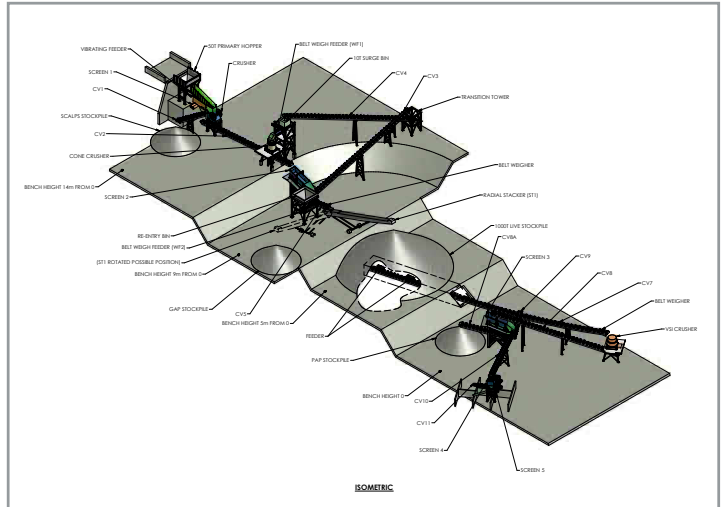 VIBRATING FEEDER
50T PRIMARY HOPPER
BELT WEIGH FEEDER (WF1)
SCREEN 1
CRUSHER
10T SURGE BIN
CV1
CV4
CV3
SCALPS STOCKPILE
TRANSITION TOWER
CV2
CONE CRUSHER
BELT WEIGHER
BENCH HEIGHT 14m FROM 0
SCREEN 2
RADIAL STACKER (ST1)
RE-ENTRY BIN
1000T LIVE STOCKPILE
BELT WEIGH FEEDER (WF2)
CV8A
(ST1 ROTATED POSSIBLE POSITION)
SCREEN 3
BENCH HEIGHT 9m FROM 0
CV9
CV8
CV7
GAP STOCKPILE
BELT WEIGHER
CV5
BENCH HEIGHT 5m FROM 0
VSI CRUSHER
FEEDER
PAP STOCKPILE
BENCH HEIGHT 0
CV10
CV11
SCREEN 4
SCREEN 5
ISOMETRIC